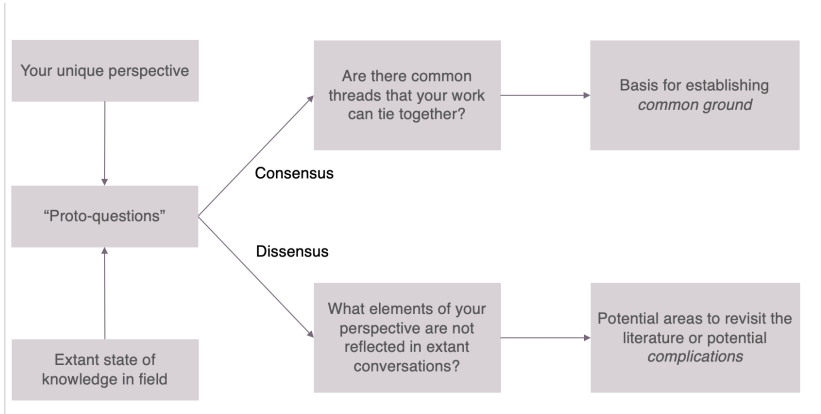 Your unique perspective
“Proto-questions”
Extant state of
knowledge in field
Consensus
Dissensus
Are there common
threads that your work
can tie together?
Basis for establishing
common ground
What elements of your
perspective are not
reflected in extant
conversations?
Potential areas to revisit the
literature or potential
complications